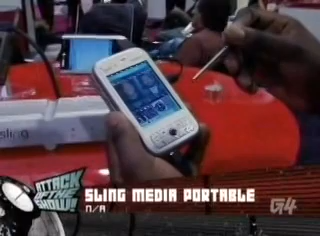 sling
ATTACK
OF THE
SHOW!
SLING MEDIA PORTABLE
N/A
G4